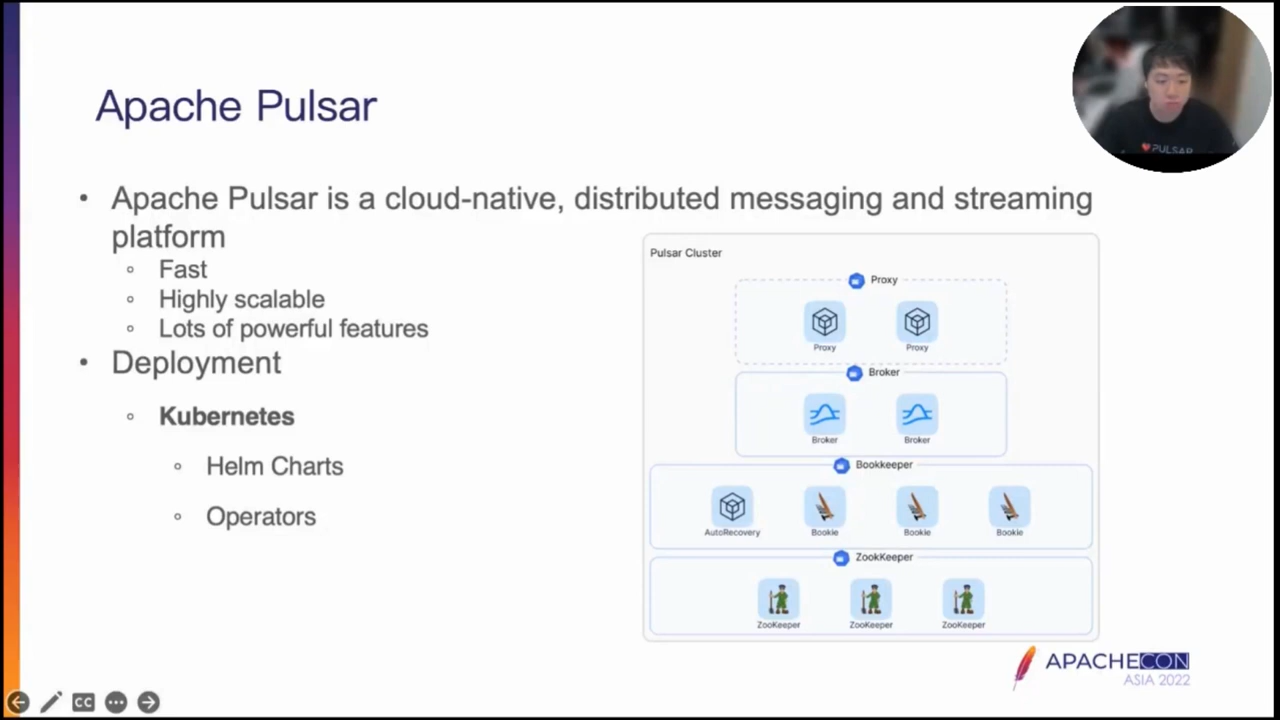 Apache Pulsar
PULSAR
• Apache Pulsar is a cloud-native, distributed messaging and streaming
platform
◦ Fast
◦ Highly scalable
◦ Lots of powerful features
• Deployment
◦ Kubernetes
◦ Helm Charts
◦ Operators
Pulsar Cluster
Proxy
Proxy Proxy
Broker
Broker Broker
Bookkeeper
AutoRecovery Bookie Bookie Bookie
ZooKeeper
ZooKeeper ZooKeeper ZooKeeper
APACHECON
ASIA 2022
CC